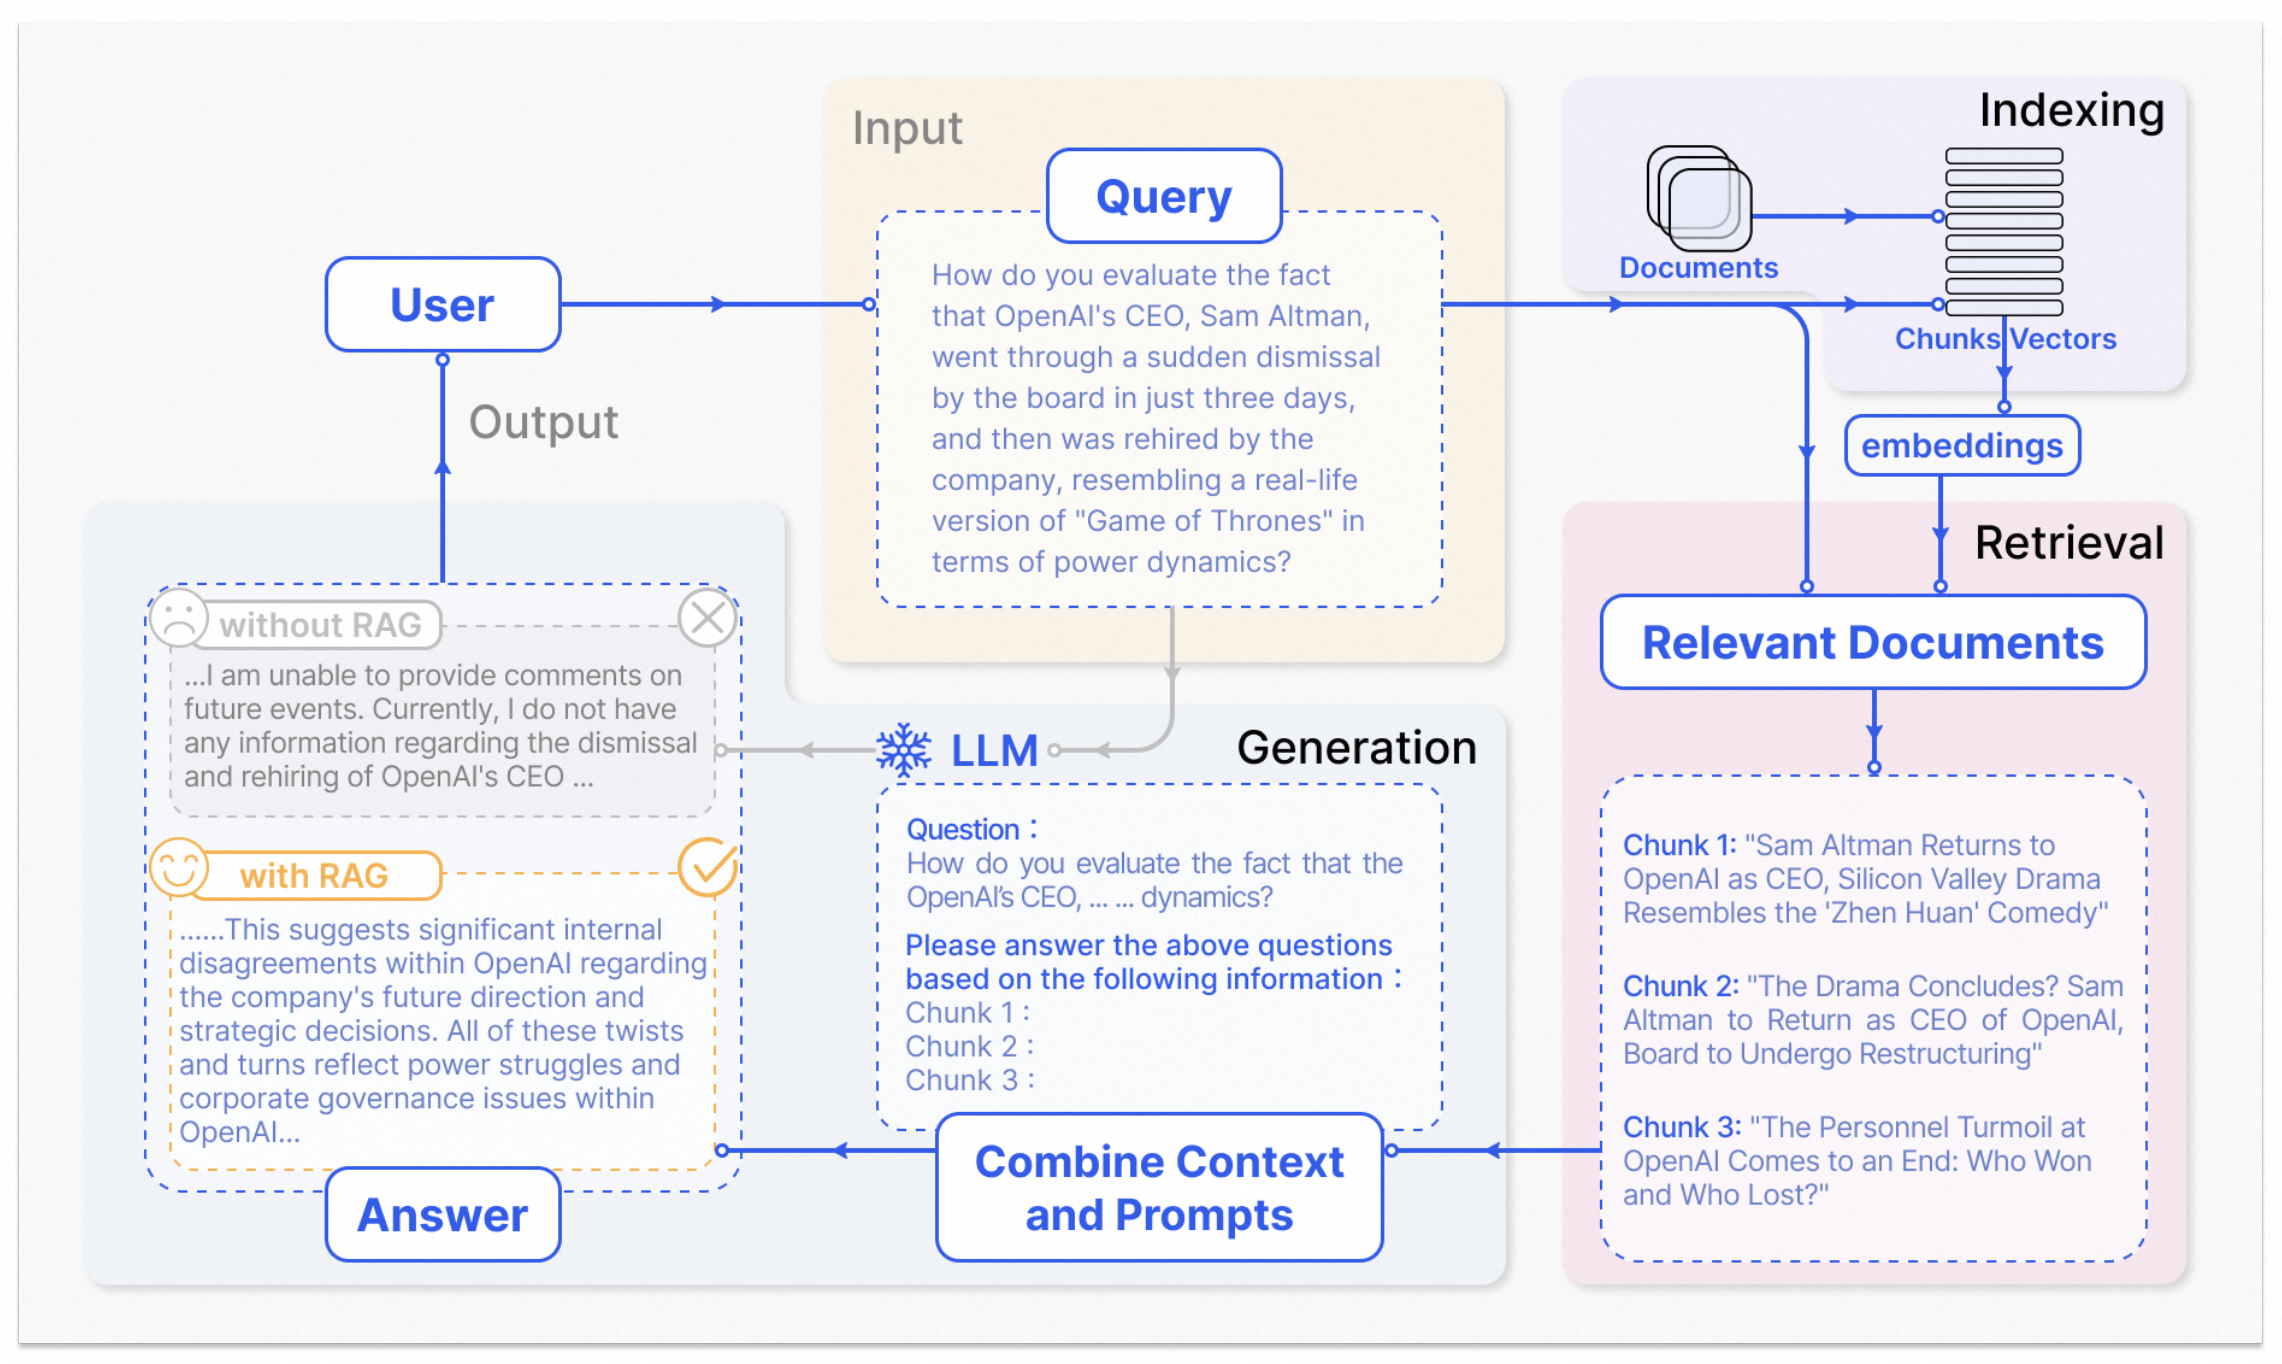 Input
Query
How do you evaluate the fact
that OpenAI's CEO, Sam Altman,
went through a sudden dismissal
by the board in just three days,
and then was rehired by the
company, resembling a real-life
version of "Game of Thrones" in
terms of power dynamics?
Indexing
Documents
Chunks Vectors
embeddings
User
Output
Retrieval
Relevant Documents
Chunk 1: "Sam Altman Returns to
OpenAI as CEO, Silicon Valley Drama
Resembles the 'Zhen Huan' Comedy"
Chunk 2: "The Drama Concludes? Sam
Altman to Return as CEO of OpenAI,
Board to Undergo Restructuring"
Chunk 3: "The Personnel Turmoil at
OpenAI Comes to an End: Who Won
and Who Lost?"
LLM
Generation
Question :
How do you evaluate the fact that the
OpenAI's CEO, ... ... dynamics?
Please answer the above questions
based on the following information :
Chunk 1 :
Chunk 2 :
Chunk 3 :
Combine Context
and Prompts
without RAG
...I am unable to provide comments on
future events. Currently, I do not have
any information regarding the dismissal
and rehiring of OpenAI's CEO ...
with RAG
......This suggests significant internal
disagreements within OpenAI regarding
the company's future direction and
strategic decisions. All of these twists
and turns reflect power struggles and
corporate governance issues within
OpenAI...
Answer